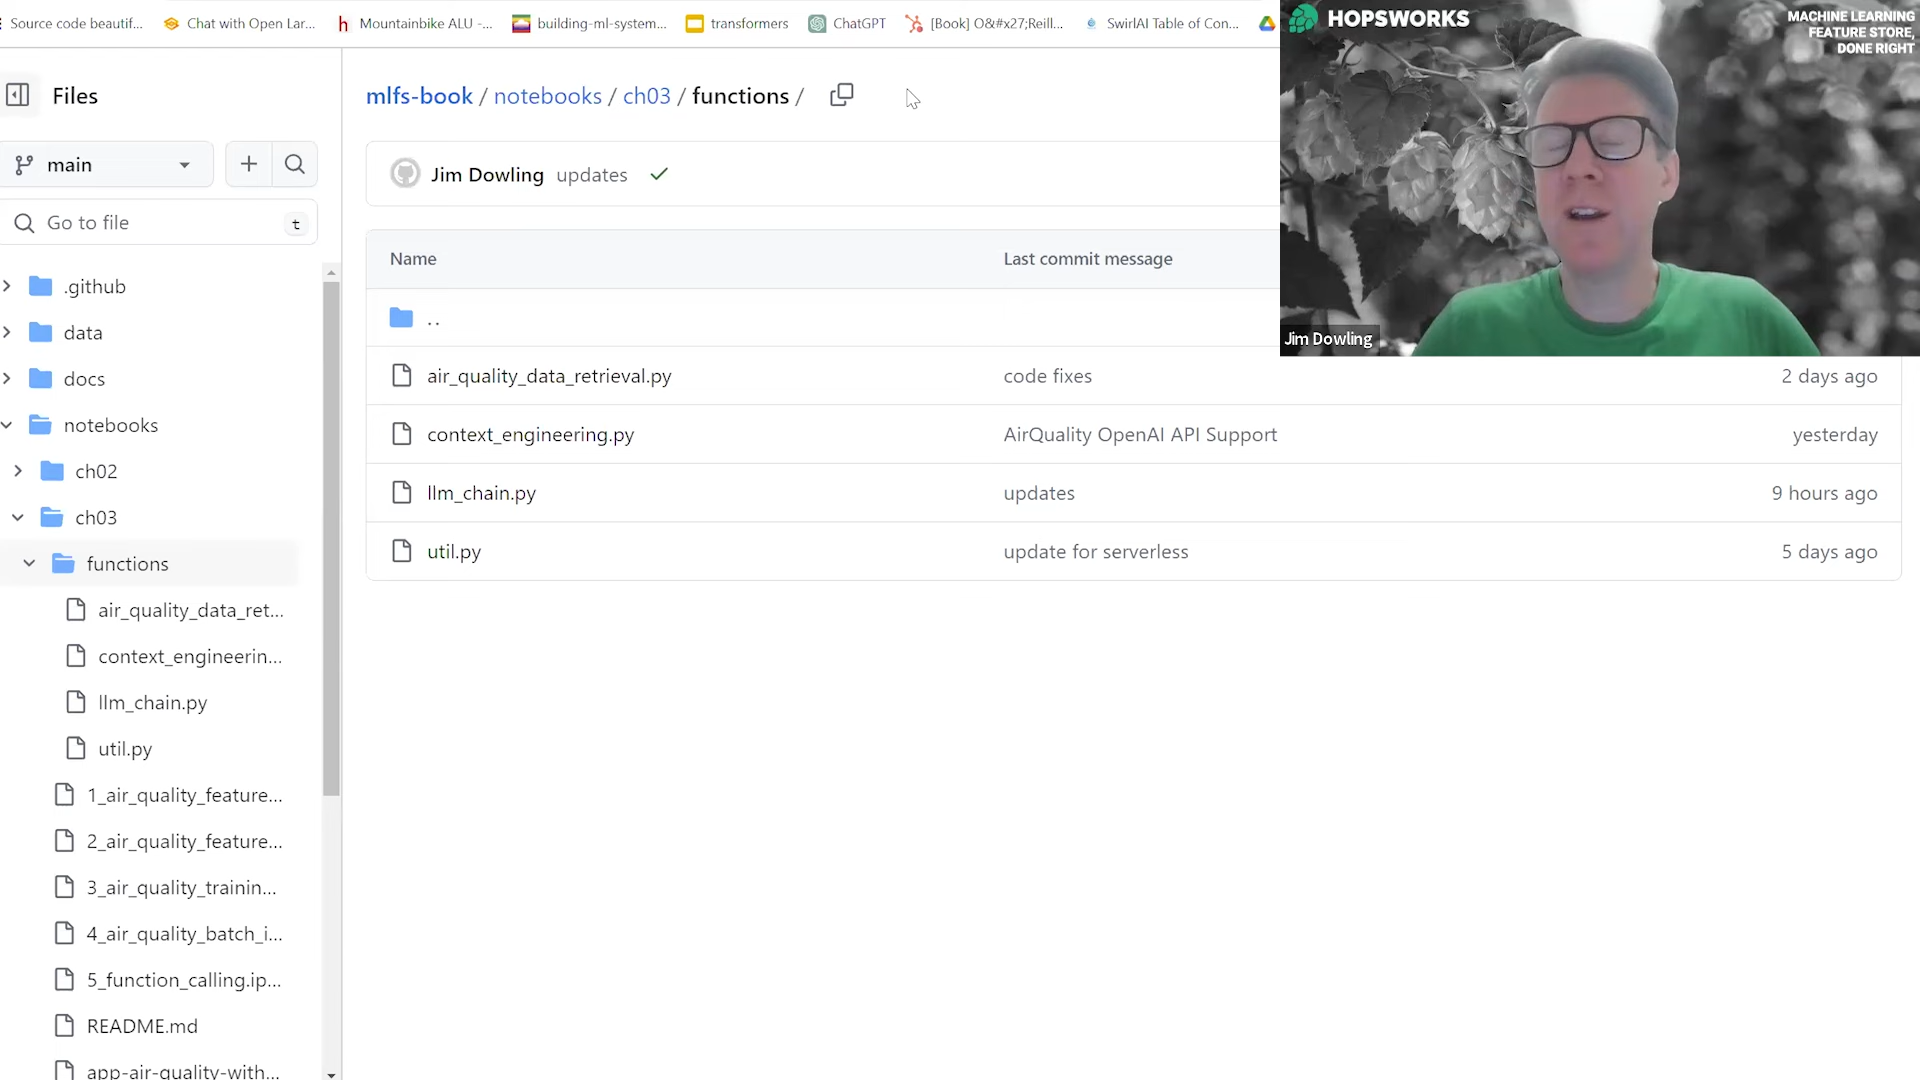 Source code beautif...
Chat with Open Lar...
h Mountainbike ALU -...
building-ml-system...
transformers
ChatGPT
[Book] O&#x27;Reill...
SwirlAI Table of Con...
HOPSWORKS
MACHINE LEARNING
FEATURE STORE,
DONE RIGHT
Jim Dowling
Files
main
Go to file
t
.github
data
docs
notebooks
ch02
ch03
functions
air_quality_data_ret...
context_engineerin...
llm_chain.py
util.py
1_air_quality_feature...
2_air_quality_feature...
3_air_quality_trainin...
4_air_quality_batch_i...
5_function_calling.ip...
README.md
app-air-quality-with...
mlfs-book / notebooks / ch03 / functions /
Jim Dowling updates
Name Last commit message
..
air_quality_data_retrieval.py code fixes 2 days ago
context_engineering.py AirQuality OpenAI API Support yesterday
llm_chain.py updates 9 hours ago
util.py update for serverless 5 days ago